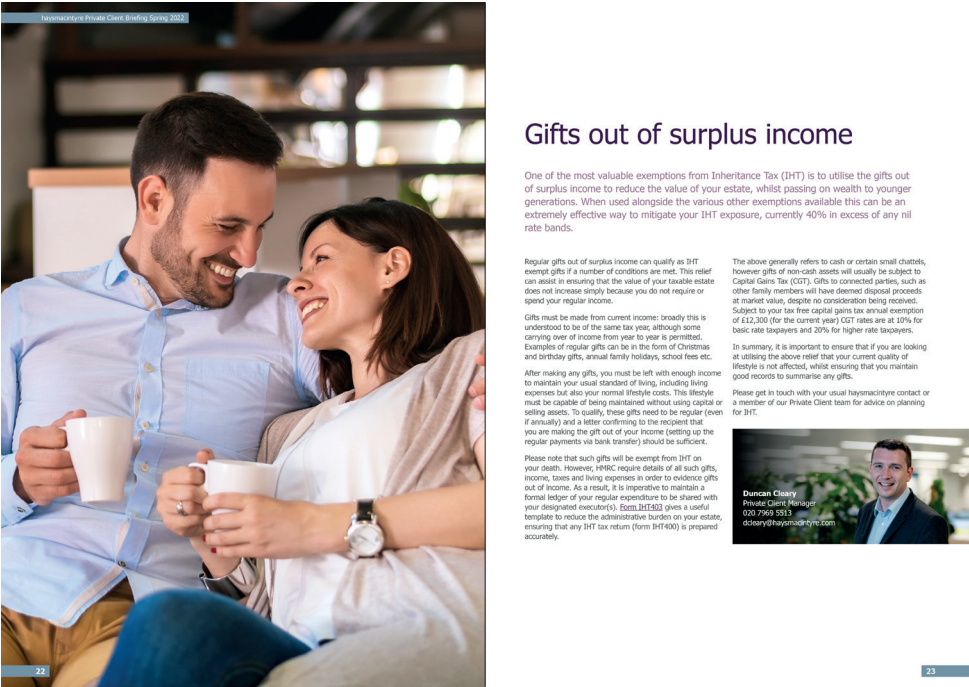 haysmacintyre Private Client Briefing Spring 2022
Gifts out of surplus income
One of the most valuable exemptions from Inheritance Tax (IHT) is to utilise the gifts out
of surplus income to reduce the value of your estate, whilst passing on wealth to younger
generations. When used alongside the various other exemptions available this can be an
extremely effective way to mitigate your IHT exposure, currently 40% in excess of any nil
rate bands.
Regular gifts out of surplus income can qualify as IHT
exempt gifts if a number of conditions are met. This relief
can assist in ensuring that the value of your taxable estate
does not increase simply because you do not require or
spend your regular income.
Gifts must be made from current income: broadly this is
understood to be of the same tax year, although some
carrying over of income from year to year is permitted.
Examples of regular gifts can be in the form of Christmas
and birthday gifts, annual family holidays, school fees etc.
After making any gifts, you must be left with enough income
to maintain your usual standard of living, including living
expenses but also your normal lifestyle costs. This lifestyle
must be capable of being maintained without using capital or
selling assets. To qualify, these gifts need to be regular (even
if annually) and a letter confirming to the recipient that
you are making the gift out of your income (setting up the
regular payments via bank transfer) should be sufficient.
Please note that such gifts will be exempt from IHT on
your death. However, HMRC require details of all such gifts,
income, taxes and living expenses in order to evidence gifts
out of income. As a result, it is imperative to maintain a
formal ledger of your regular expenditure to be shared with
your designated executor(s). Form IHT403 gives a useful
template to reduce the administrative burden on your estate,
ensuring that any IHT tax return (form IHT400) is prepared
accurately.
The above generally refers to cash or certain small chattels,
however gifts of non-cash assets will usually be subject to
Capital Gains Tax (CGT). Gifts to connected parties, such as
other family members will have deemed disposal proceeds
at market value, despite no consideration being received.
Subject to your tax free capital gains tax annual exemption
of £12,300 (for the current year) CGT rates are at 10% for
basic rate taxpayers and 20% for higher rate taxpayers.
In summary, it is important to ensure that if you are looking
at utilising the above relief that your current quality of
lifestyle is not affected, whilst ensuring that you maintain
good records to summarise any gifts.
Please get in touch with your usual haysmacintyre contact or
a member of our Private Client team for advice on planning
for IHT.
Duncan Cleary
Private Client Manager
020 7969 5513
dcleary@haysmacintyre.com
22
23